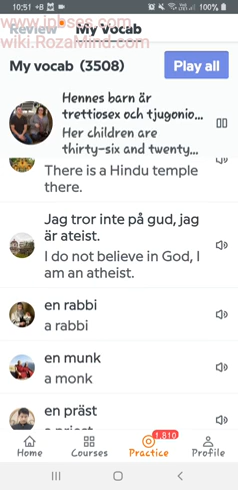 10:51 +B
100%
www.inoses.com
wiki.RozaMind.com
Review
My Vocab
My vocab (3508)
Play all
Hennes barn är
trettiosex och tjugonio...
Her children are
thirty-six and twenty...
There is a Hindu temple
there.
Jag tror inte på gud, jag
är ateist.
I do not believe in God, I
am an atheist.
en rabbi
a rabbi
en munk
a monk
en präst
a priest
1,810
Home
Courses
Practice
Profile